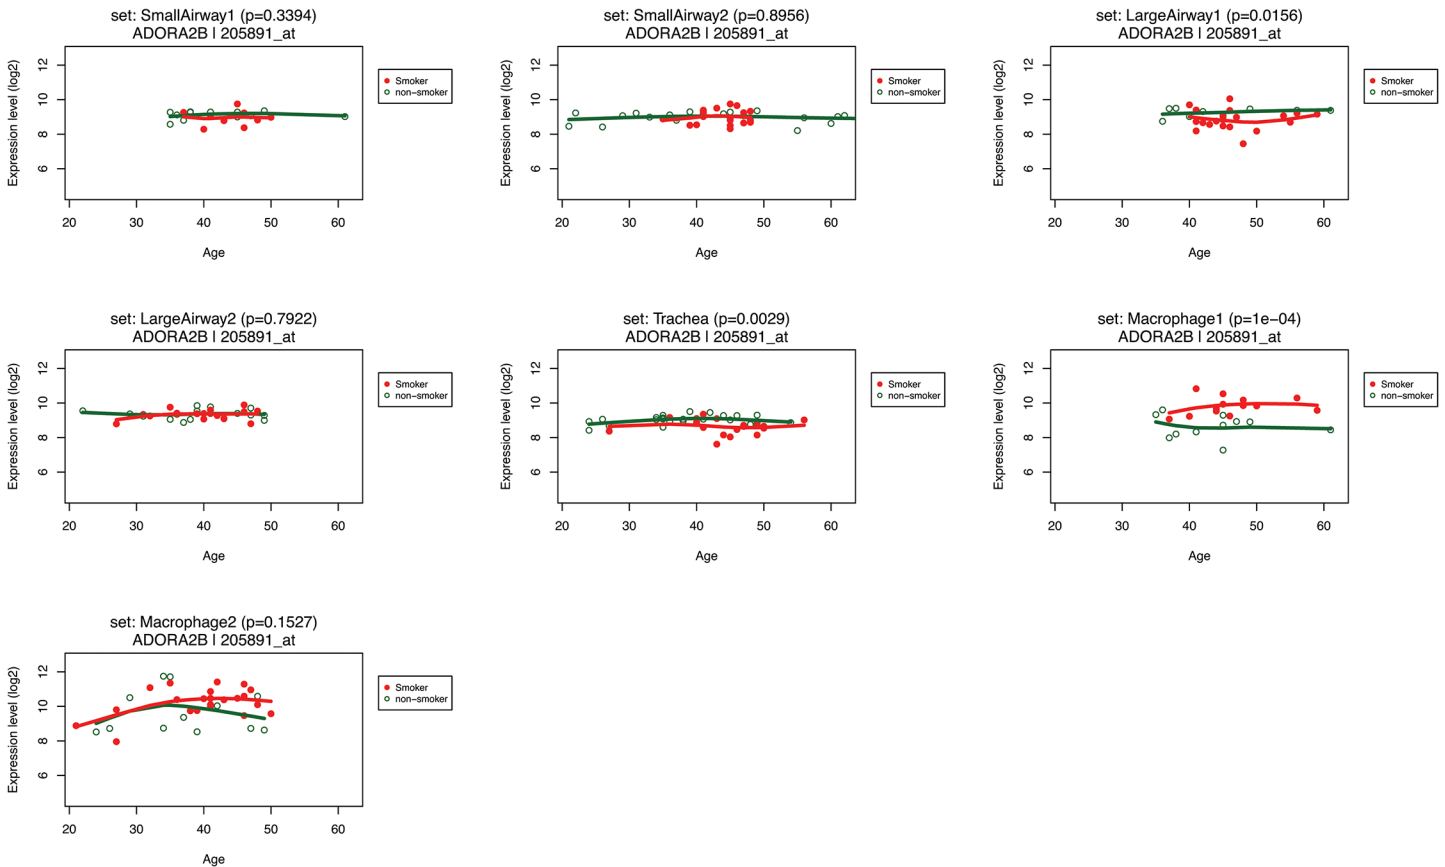 set: SmallAirway1 (p=0.3394)
ADORA2B | 205891_at
Expression level (log2)
12
10
8
6
20 30 40 50 60
Age
Smoker
non−smoker
set: SmallAirway2 (p=0.8956)
ADORA2B | 205891_at
Expression level (log2)
12
10
8
6
20 30 40 50 60
Age
Smoker
non−smoker
set: LargeAirway1 (p=0.0156)
ADORA2B | 205891_at
Expression level (log2)
12
10
8
6
20 30 40 50 60
Age
Smoker
non−smoker
set: LargeAirway2 (p=0.7922)
ADORA2B | 205891_at
Expression level (log2)
12
10
8
6
20 30 40 50 60
Age
Smoker
non−smoker
set: Trachea (p=0.0029)
ADORA2B | 205891_at
Expression level (log2)
12
10
8
6
20 30 40 50 60
Age
Smoker
non−smoker
set: Macrophage1 (p=1e−04)
ADORA2B | 205891_at
Expression level (log2)
12
10
8
6
20 30 40 50 60
Age
Smoker
non−smoker
set: Macrophage2 (p=0.1527)
ADORA2B | 205891_at
Expression level (log2)
12
10
8
6
20 30 40 50 60
Age
Smoker
non−smoker